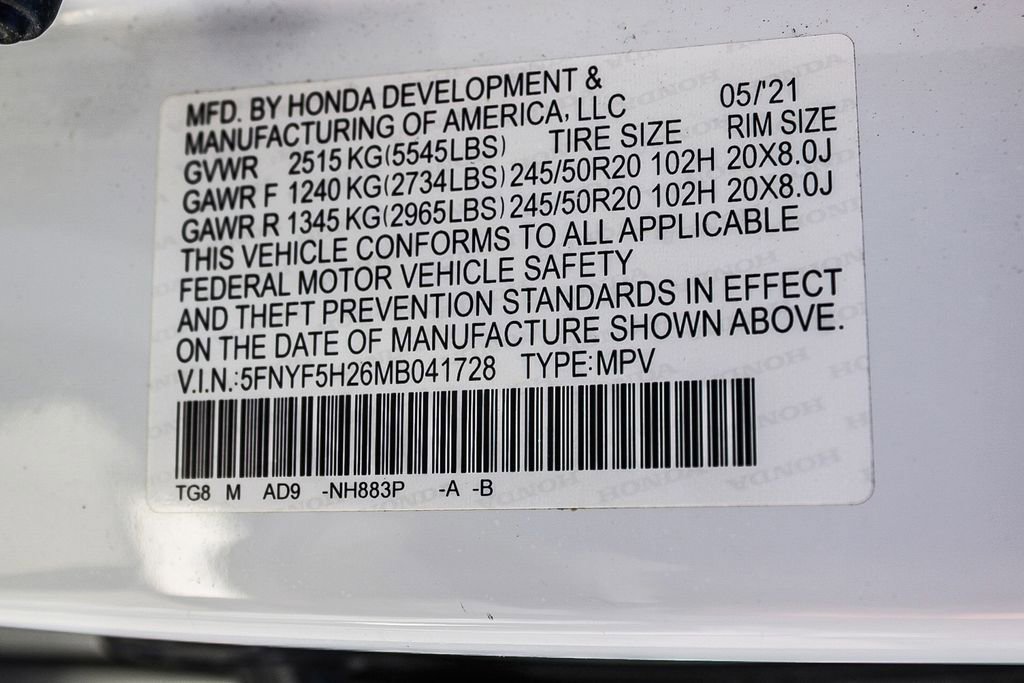 MFD. BY HONDA DEVELOPMENT &
MANUFACTURING OF AMERICA, LLC 05/'21
GVWR 2515 KG(5545LBS) TIRE SIZE RIM SIZE
GAWR F 1240 KG(2734LBS) 245/50R20 102H 20X8.0J
GAWR R 1345 KG(2965LBS) 245/50R20 102H 20X8.0J
THIS VEHICLE CONFORMS TO ALL APPLICABLE
FEDERAL MOTOR VEHICLE SAFETY
AND THEFT PREVENTION STANDARDS IN EFFECT
ON THE DATE OF MANUFACTURE SHOWN ABOVE.
V.I.N.:5FNYF5H26MB041728 TYPE:MPV
TG8 M AD9 -NH883P -A -B